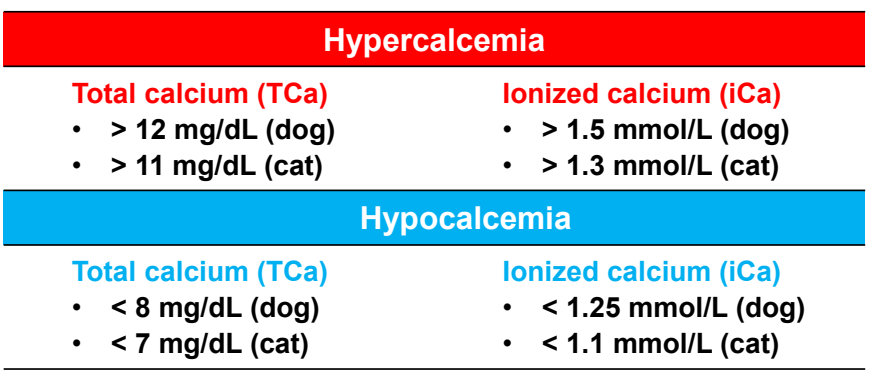 Hypercalcemia
Total calcium (TCa)
• > 12 mg/dL (dog)
• > 11 mg/dL (cat)
Ionized calcium (iCa)
• > 1.5 mmol/L (dog)
• > 1.3 mmol/L (cat)
Hypocalcemia
Total calcium (TCa)
• < 8 mg/dL (dog)
• < 7 mg/dL (cat)
Ionized calcium (iCa)
• < 1.25 mmol/L (dog)
• < 1.1 mmol/L (cat)